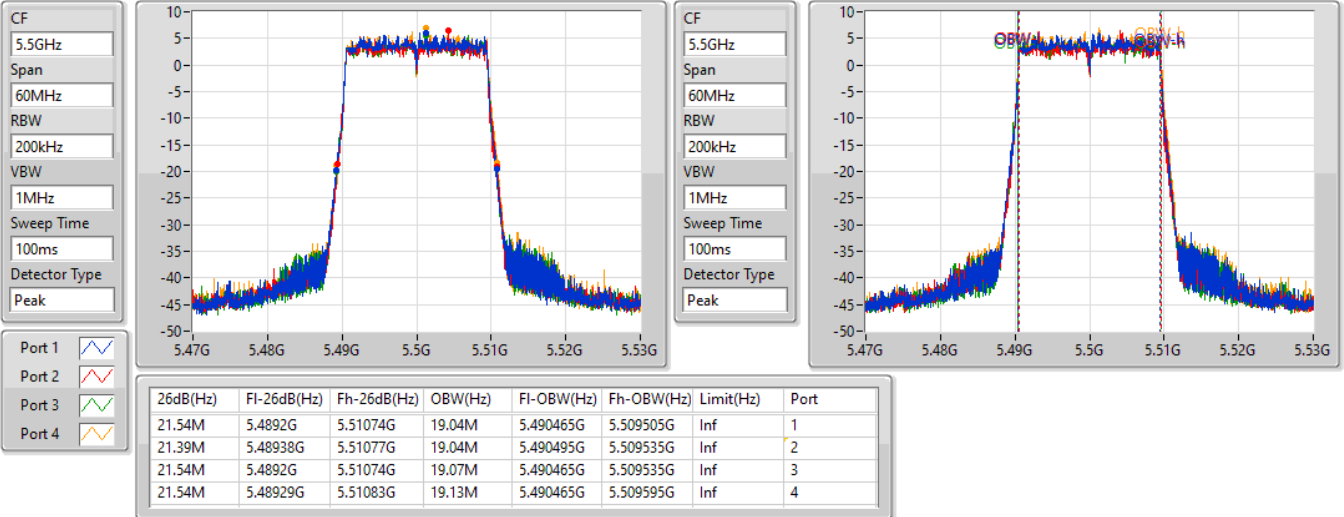 CF
5.5GHz
Span
60MHz
RBW
200kHz
VBW
1MHz
Sweep Time
100ms
Detector Type
Peak
10-
5-
0-
-5-
-10-
-15-
-20-
-25-
-30-
-35-
-40-
-45-
-50-
5.47G 5.48G 5.49G 5.5G 5.51G 5.52G 5.53G
CF
5.5GHz
Span
60MHz
RBW
200kHz
VBW
1MHz
Sweep Time
100ms
Detector Type
Peak
10-
5-
0-
-5-
-10-
-15-
-20-
-25-
-30-
-35-
-40-
-45-
-50-
5.47G 5.48G 5.49G 5.5G 5.51G 5.52G 5.53G
Port 1
Port 2
Port 3
Port 4
26dB(Hz) Fl-26dB(Hz) Fh-26dB(Hz) OBW(Hz) Fl-OBW(Hz) Fh-OBW(Hz) Limit(Hz) Port
21.54M 5.4892G 5.51074G 19.04M 5.490465G 5.509505G Inf 1
21.39M 5.48938G 5.51077G 19.04M 5.490495G 5.509535G Inf 2
21.54M 5.4892G 5.51074G 19.07M 5.490465G 5.509535G Inf 3
21.54M 5.48929G 5.51083G 19.13M 5.490465G 5.509595G Inf 4